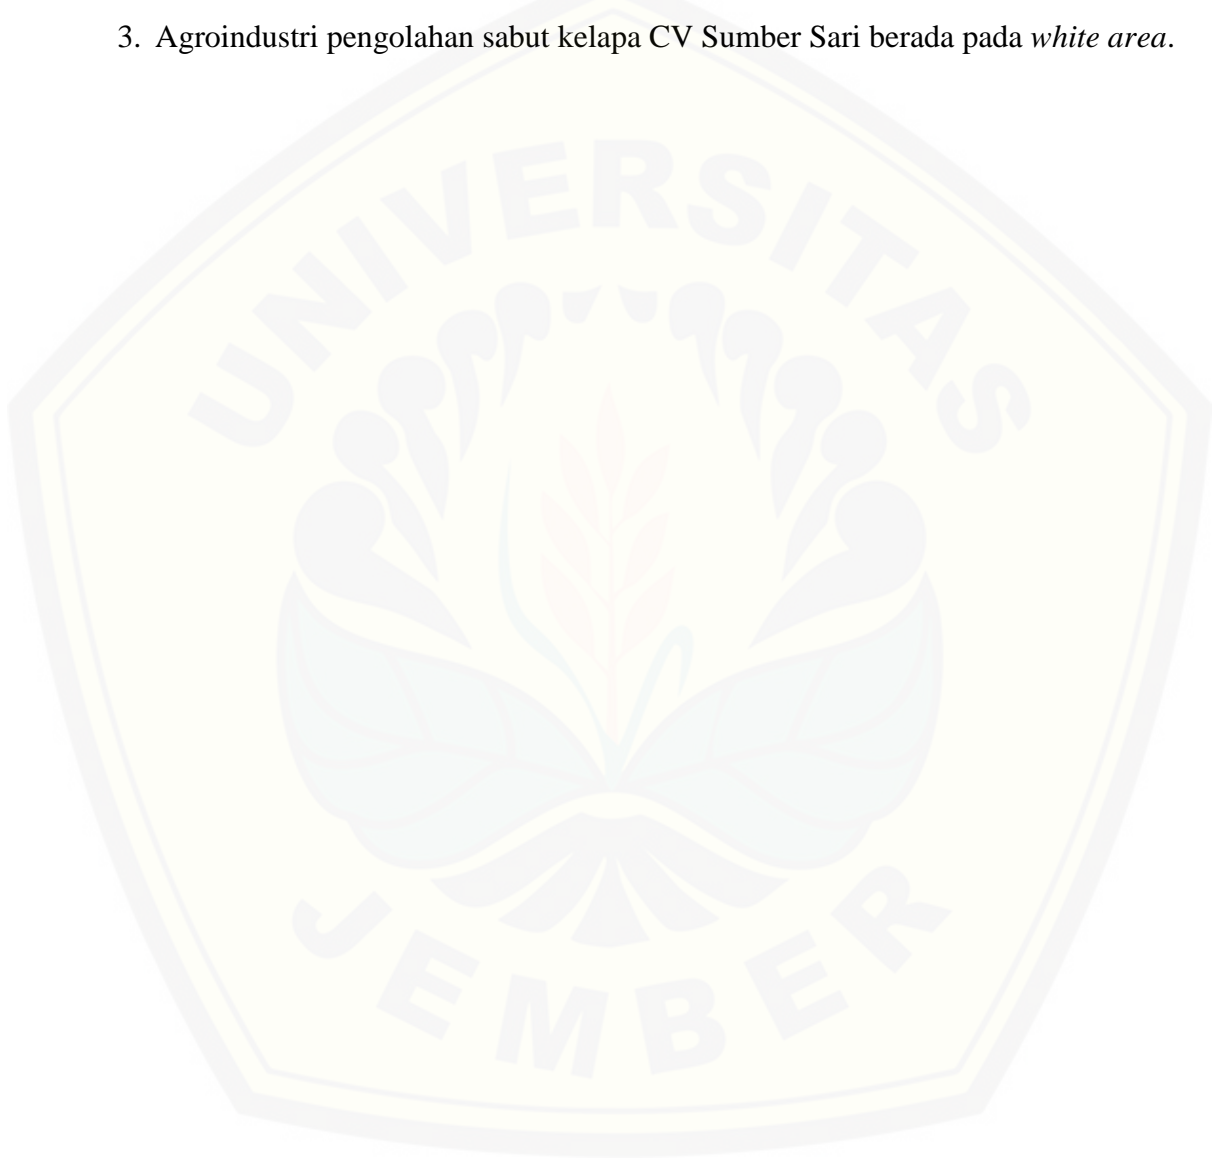 3. Agroindustri pengolahan sabut kelapa CV Sumber Sari berada pada white area.
UNIVERSITAS
JEMBER